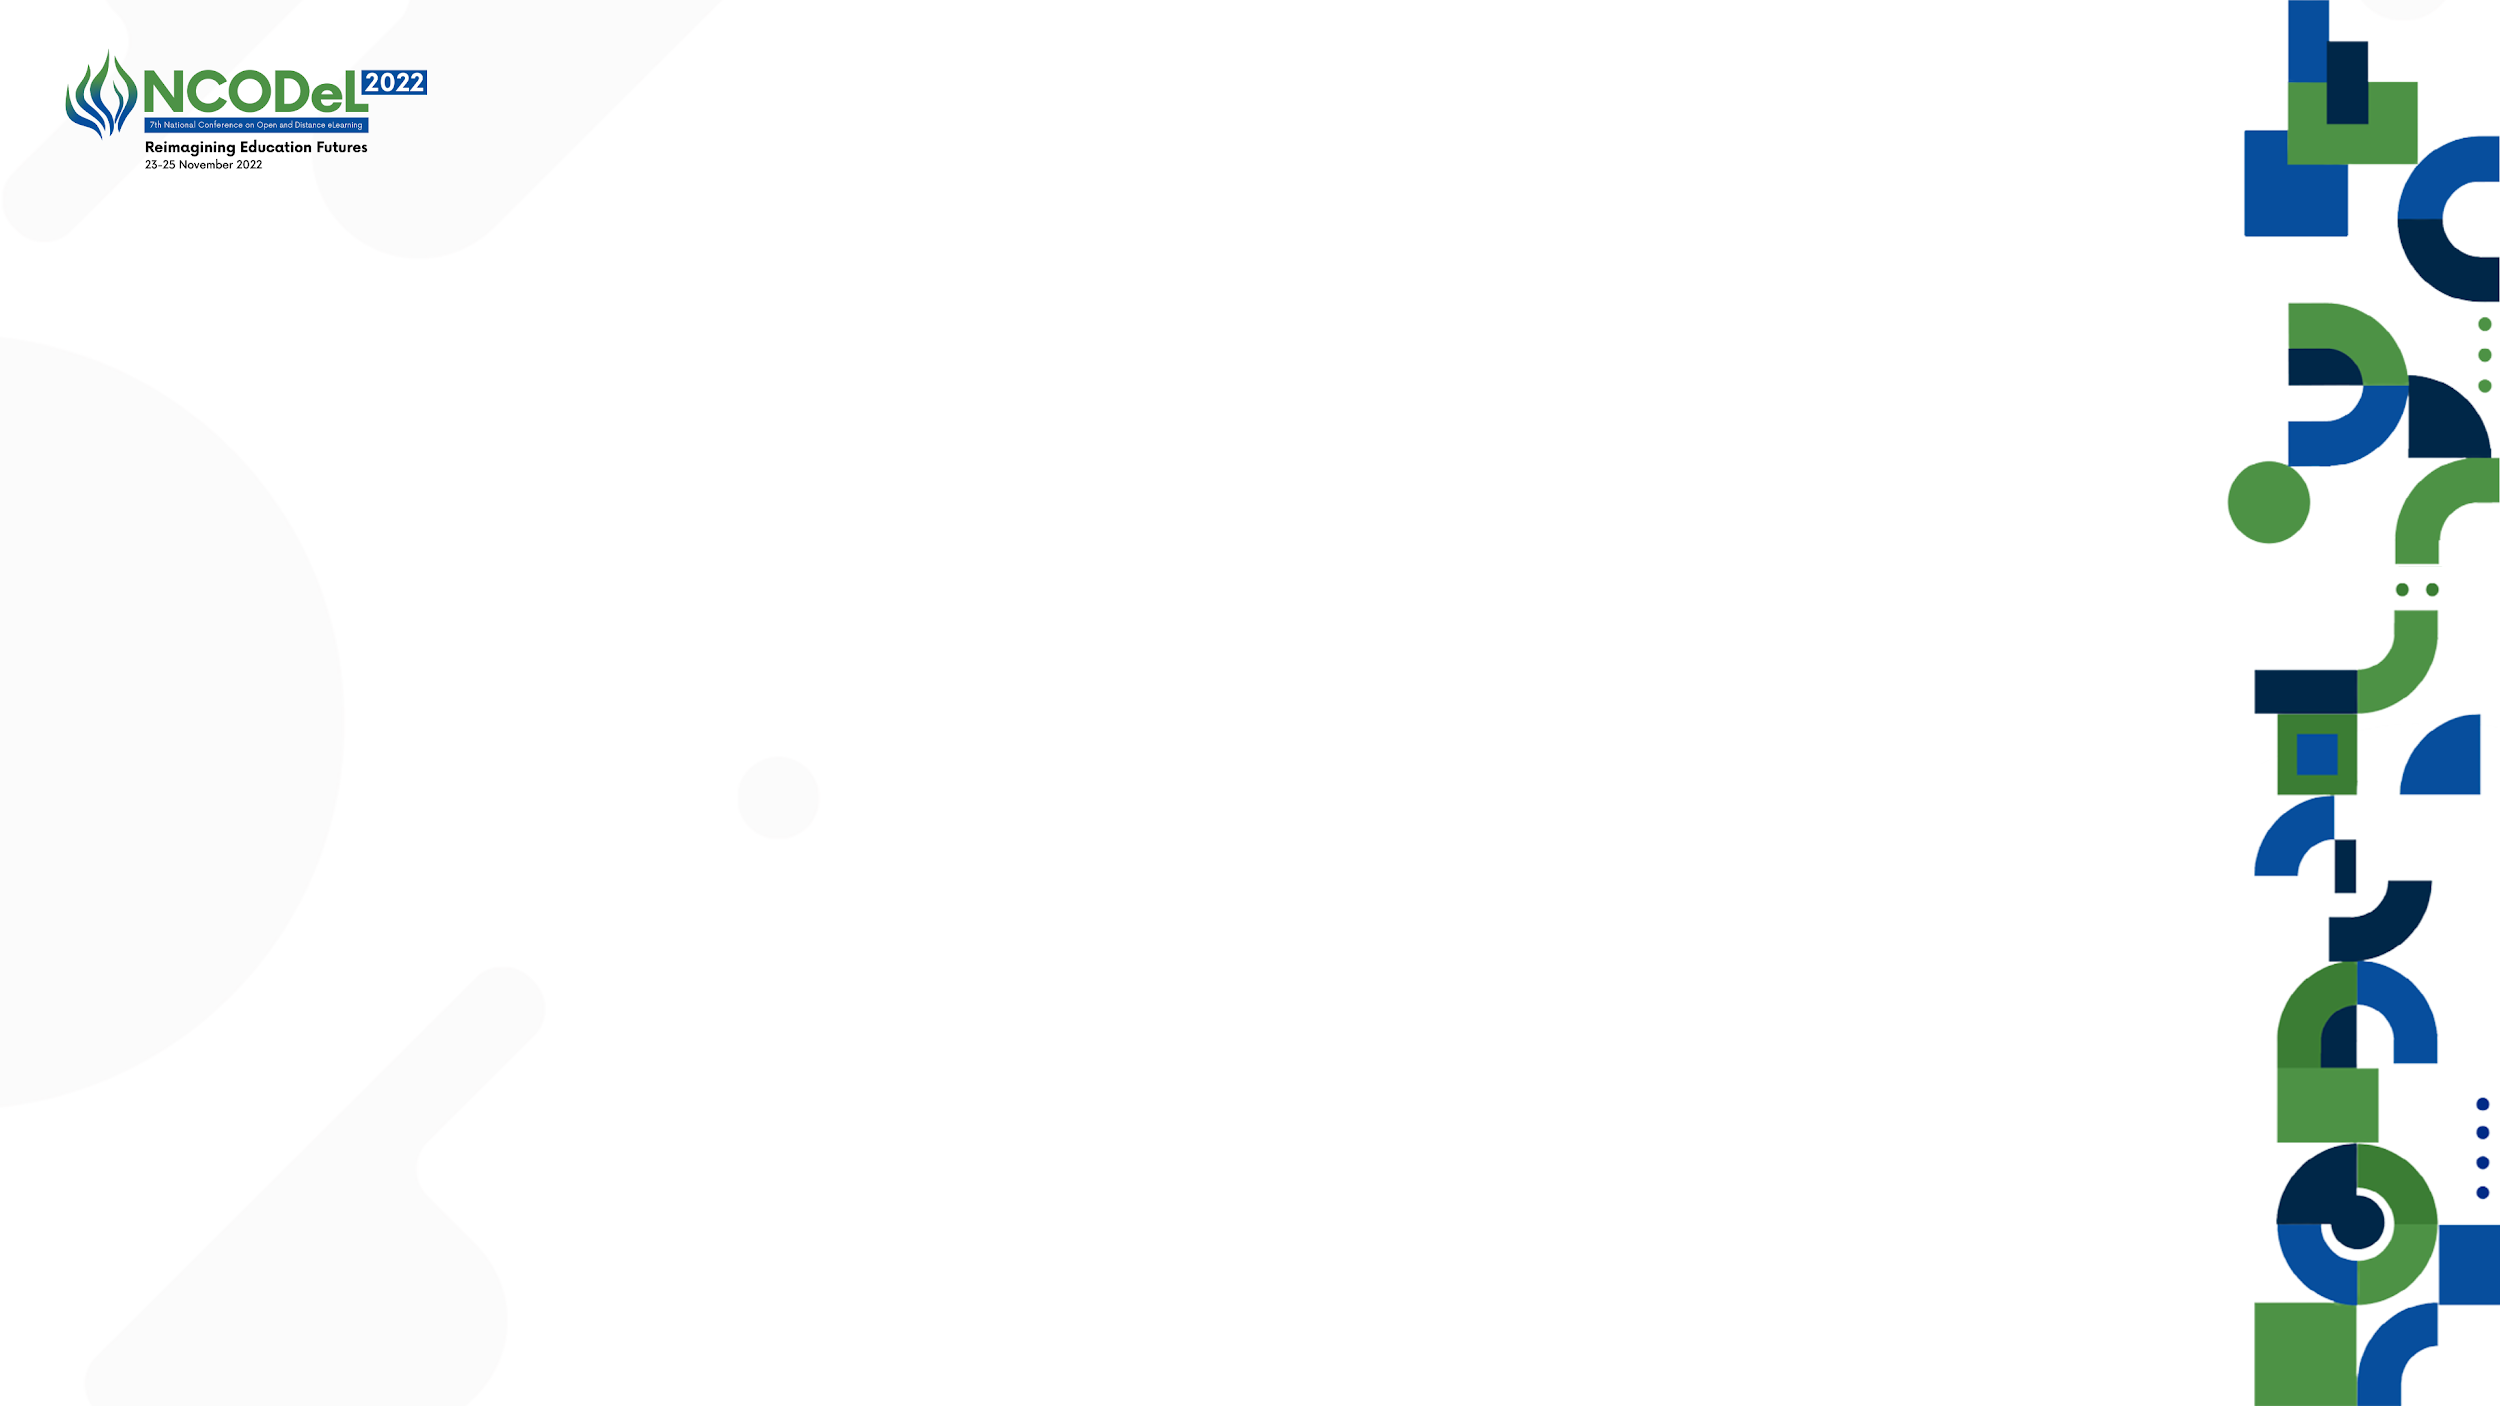 NCODeL 2022
7th National Conference on Open and Distance eLearning
Reimagining Education Futures
23-25 November 2022